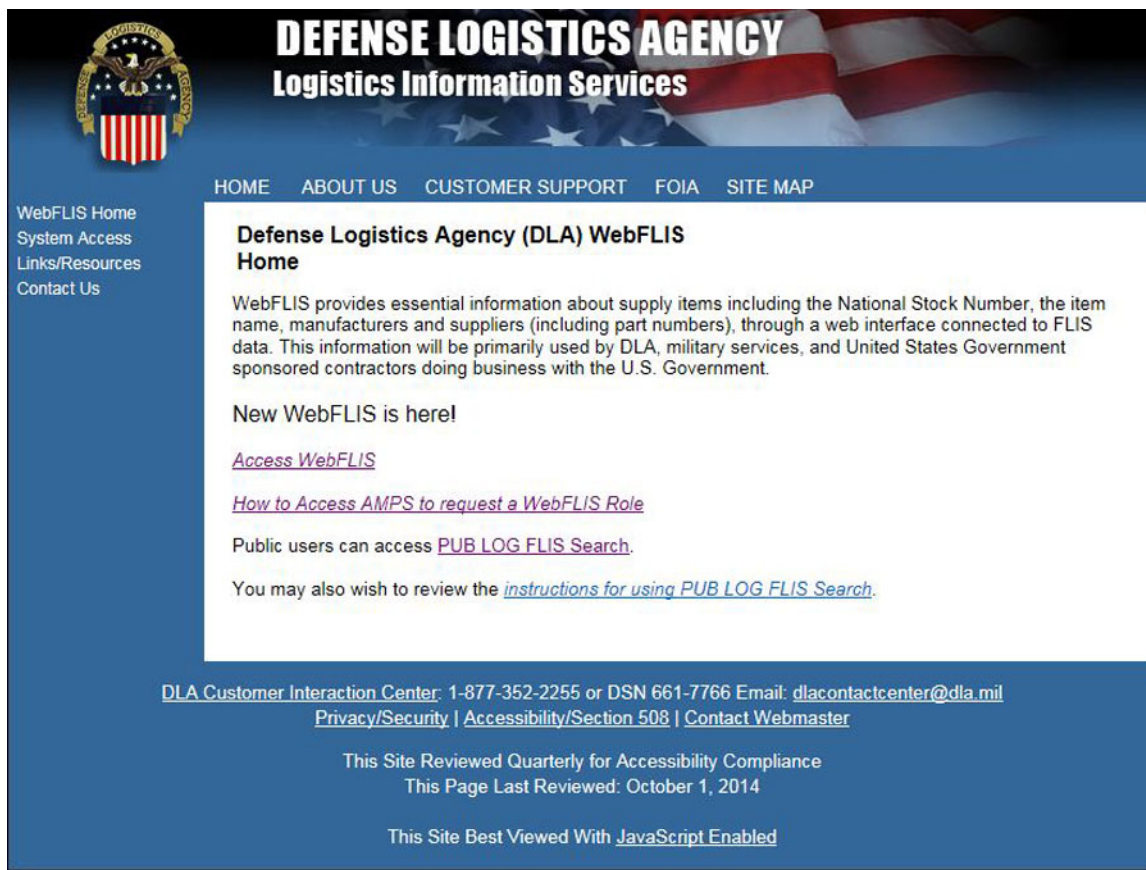 DEFENSE LOGISTICS AGENCY
Logistics Information Services
LOGISTICS
DEFENSE
AGENCY
HOME ABOUT US CUSTOMER SUPPORT FOIA SITE MAP
WebFLIS Home
System Access
Links/Resources
Contact Us
Defense Logistics Agency (DLA) WebFLIS
Home
WebFLIS provides essential information about supply items including the National Stock Number, the item
name, manufacturers and suppliers (including part numbers), through a web interface connected to FLIS
data. This information will be primarily used by DLA, military services, and United States Government
sponsored contractors doing business with the U.S. Government.
New WebFLIS is here!
Access WebFLIS
How to Access AMPS to request a WebFLIS Role
Public users can access PUB LOG FLIS Search.
You may also wish to review the instructions for using PUB LOG FLIS Search.
DLA Customer Interaction Center: 1-877-352-2255 or DSN 661-7766 Email: dlacontactcenter@dla.mil
Privacy/Security | Accessibility/Section 508 | Contact Webmaster
This Site Reviewed Quarterly for Accessibility Compliance
This Page Last Reviewed: October 1, 2014
This Site Best Viewed With JavaScript Enabled